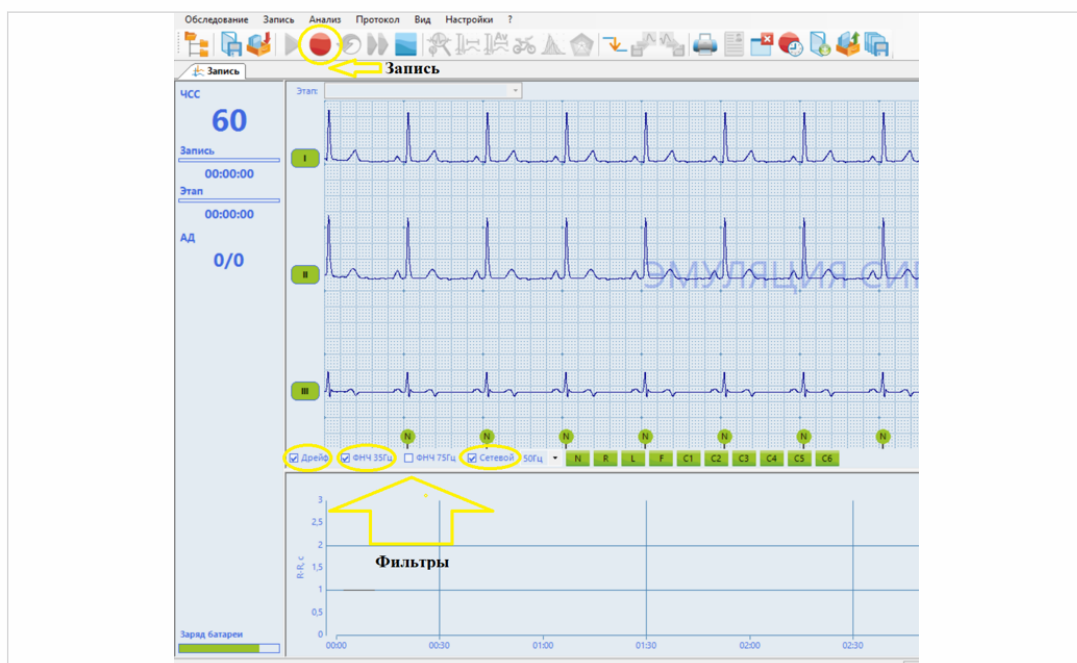 Обследование Запись Анализ Протокол Вид Настройки ?
Запись
Запись
ЧСС
60
Запись
00:00:00
Этап
00:00:00
АД
0/0
Этап:
I
II
ЭМУЛЯЦИЯ СИГ
III
N N N N N N N
Дрейф ФНЧ 35Гц ФНЧ 75Гц Сетевой 50Гц N R L F C1 C2 C3 C4 C5 C6
Фильтры
R-R, с
3
2,5
2
1,5
1
0,5
0
00:00 00:30 01:00 01:30 02:00 02:30
Заряд батареи